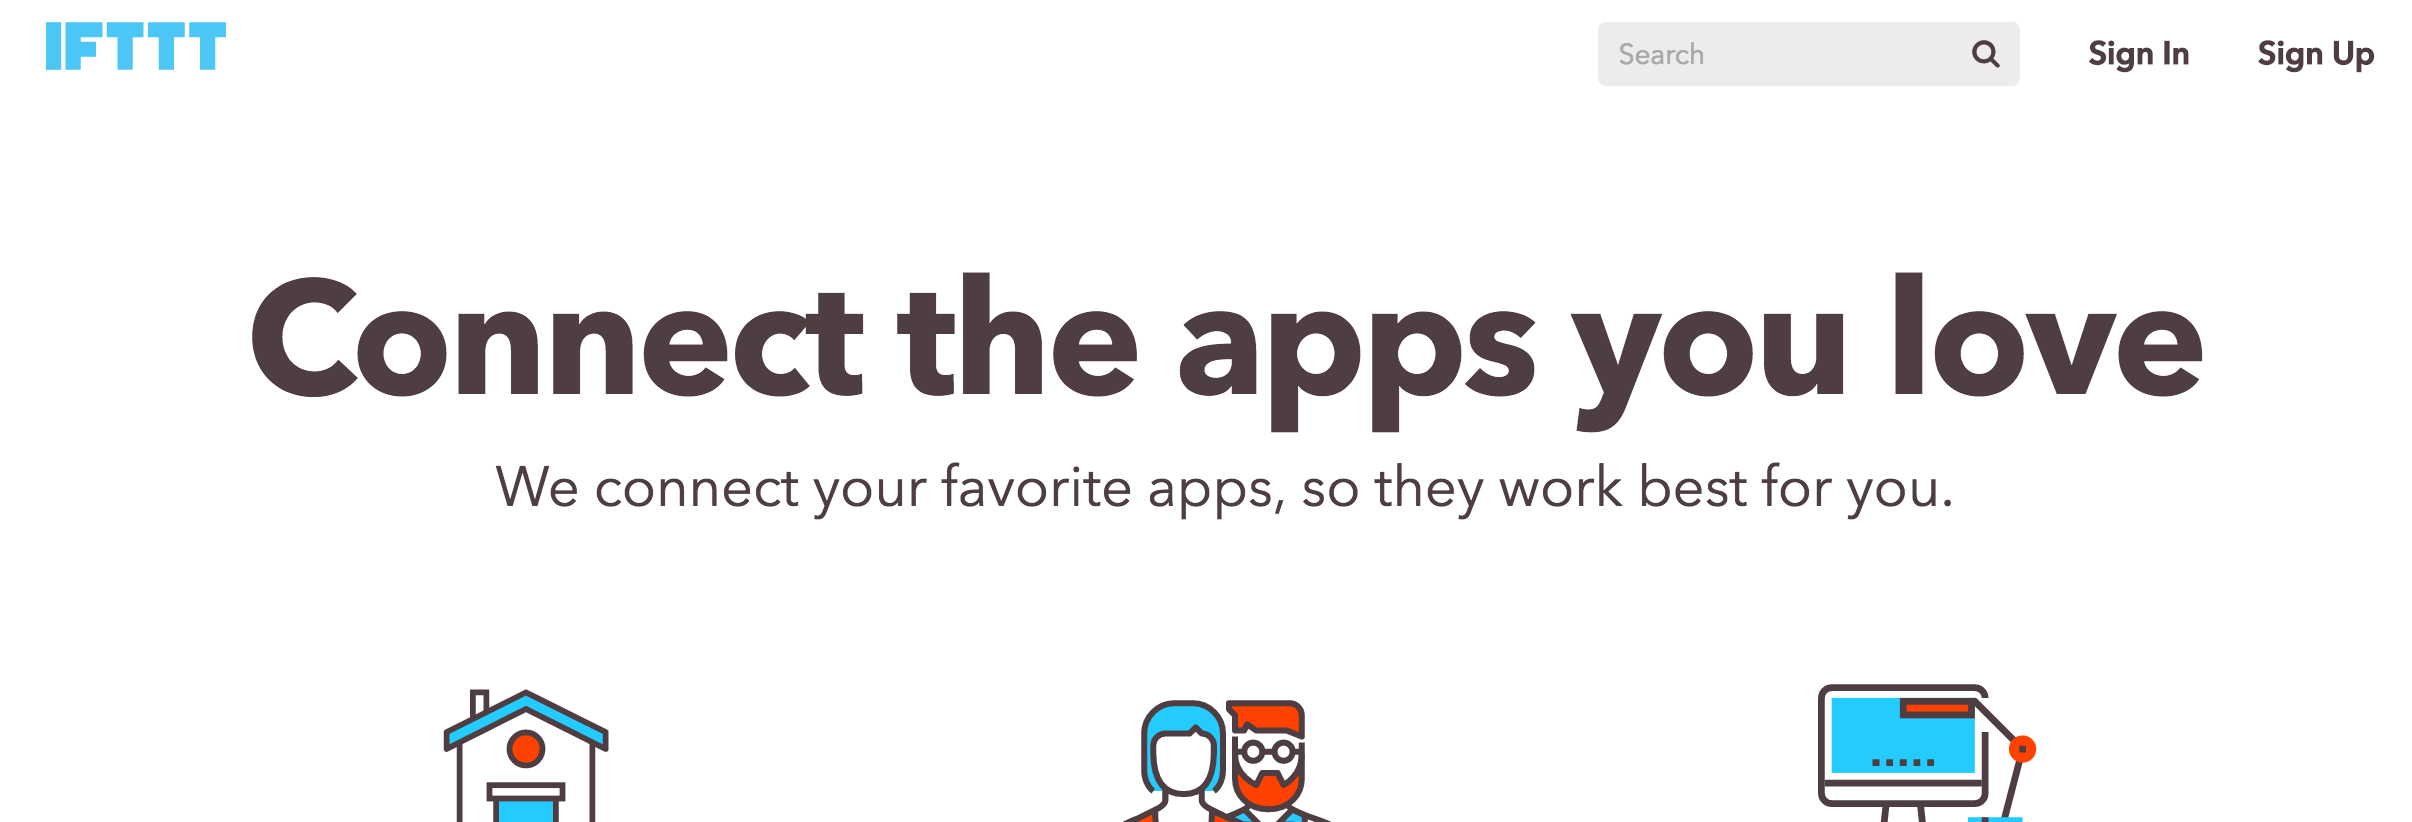 IFTTT
Search
Sign In
Sign Up
Connect the apps you love
We connect your favorite apps, so they work best for you.